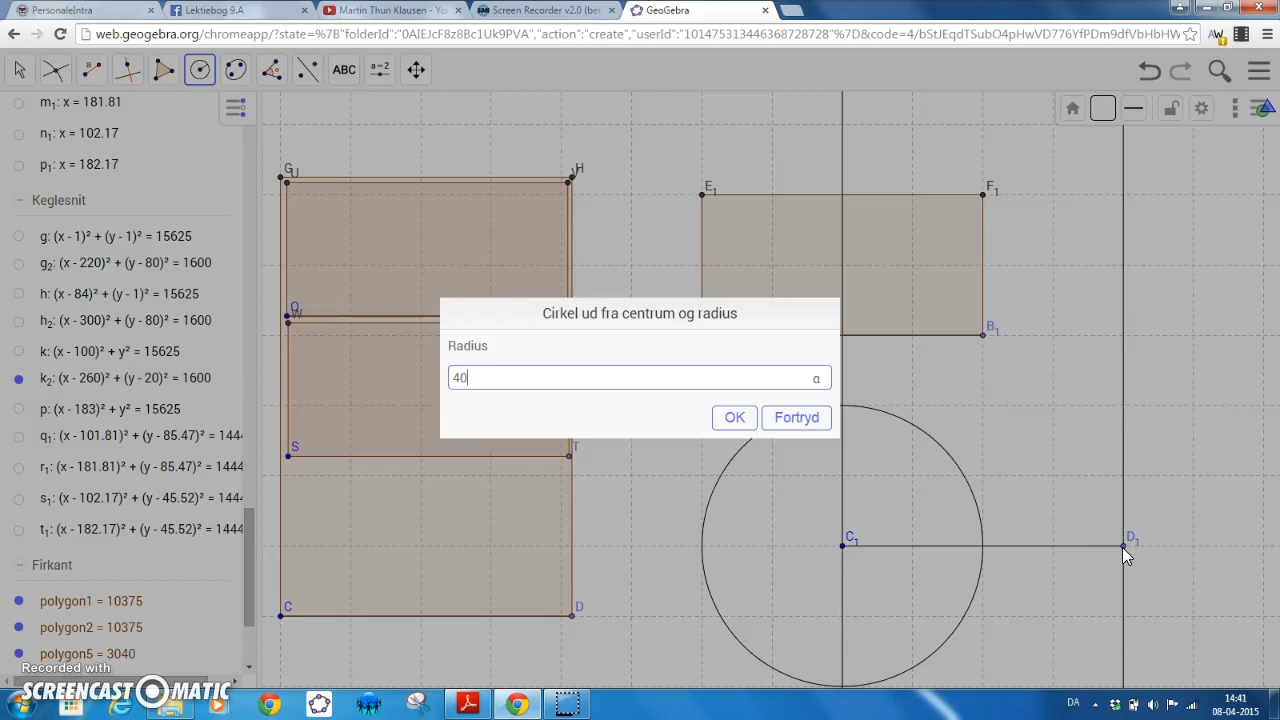 PersonaleIntra
Lektiebog 9.A
Martin Thun Klausen - Yo
Screen Recorder v2.0 (be
GeoGebra
web.geogebra.org/chromeapp/?state=%7B"folderId":"0AIEJcF8z8Bc1Uk9PVA","action":"create","userId":"101475313446368728728"%7D&code=4/bStJEqdTSubO4pHwVD776YfPDm9dfVbHbHW
ABC
a = 2
m₁: x = 181.81
n₁: x = 102.17
p₁: x = 182.17
Keglesnit
g: (x - 1)² + (y - 1)² = 15625
g₂: (x - 220)² + (y - 80)² = 1600
h: (x - 84)² + (y - 1)² = 15625
h₂: (x - 300)² + (y - 80)² = 1600
k: (x - 100)² + y² = 15625
k₂: (x - 260)² + (y - 20)² = 1600
p: (x - 183)² + y² = 15625
q₁: (x - 101.81)² + (y - 85.47)² = 1444
r₁: (x - 181.81)² + (y - 85.47)² = 1444
s₁: (x - 102.17)² + (y - 45.52)² = 1444
t₁: (x - 182.17)² + (y - 45.52)² = 1444
Firkant
polygon1 = 10375
polygon2 = 10375
polygon5 = 3040
G
U
H
E₁
F₁
Q
W
B₁
S
T
C
D
C₁
D₁
Cirkel ud fra centrum og radius
Radius
40
α
OK
Fortryd
Recorded with
SCREENCAST MATIC
DA
14:41
08-04-2015